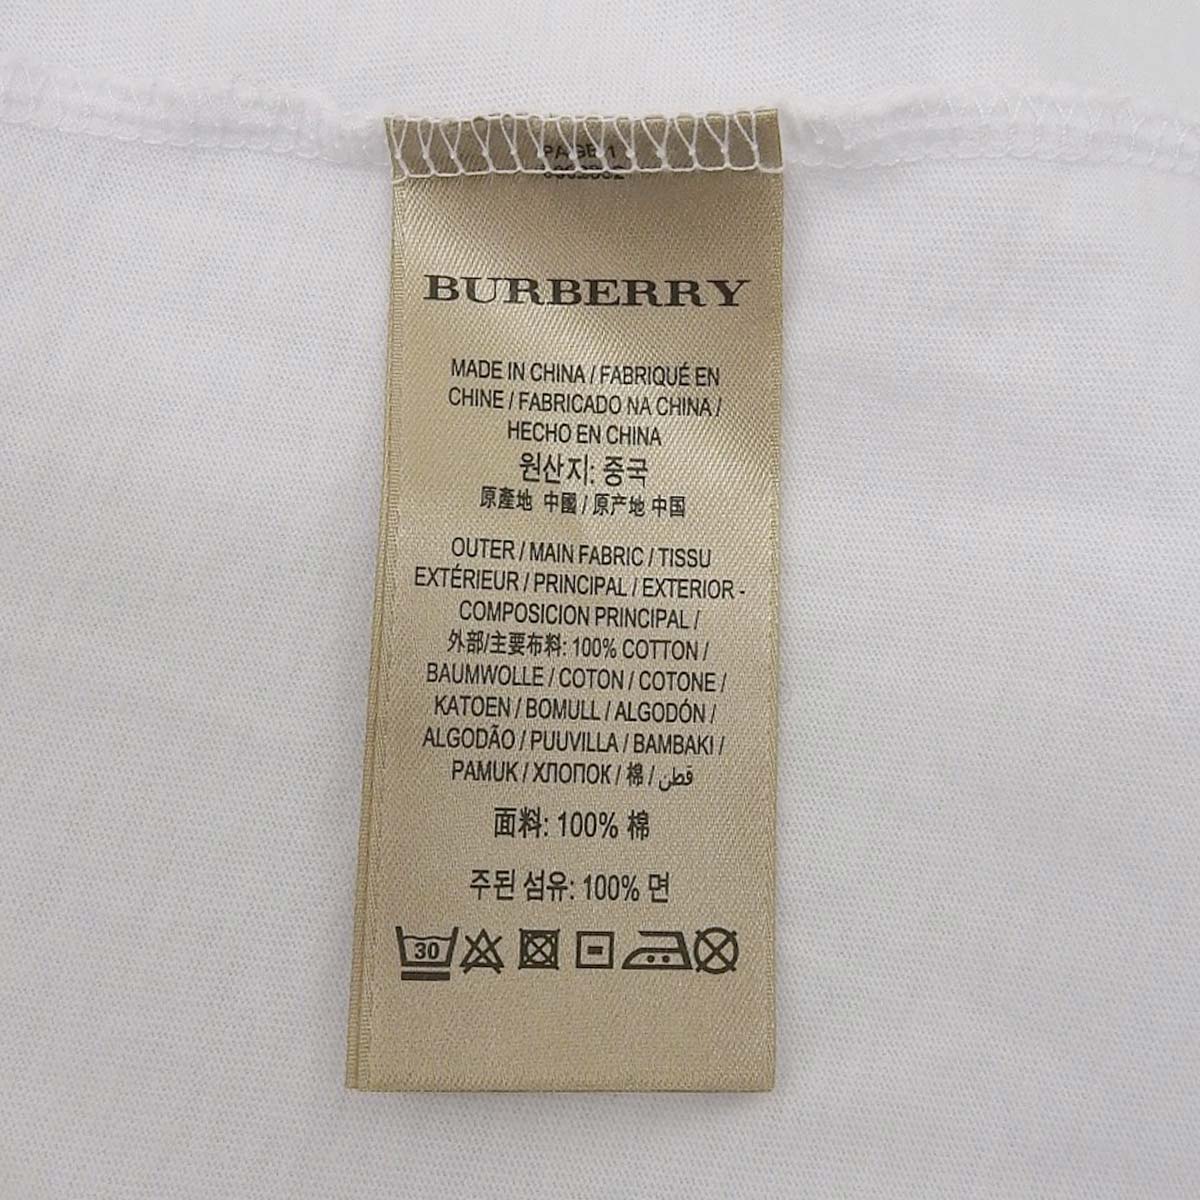 PAGE 1
BURBERRY
MADE IN CHINA / FABRIQUÉ EN
CHINE / FABRICADO NA CHINA /
HECHO EN CHINA
원산지: 중국
原產地 中國 / 原产地 中国
OUTER / MAIN FABRIC / TISSU
EXTÉRIEUR / PRINCIPAL / EXTERIOR -
COMPOSICION PRINCIPAL /
外部/主要布料: 100% COTTON /
BAUMWOLLE / COTON / COTONE /
KATOEN / BOMULL / ALGODÓN /
ALGODÃO / PUUVILLA / BAMBAKI /
PAMUK / ХЛОПОК / 棉 / قطن
面料: 100% 棉
주된 섬유: 100% 면
30